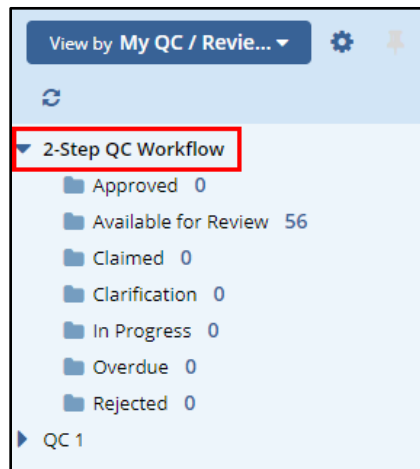 View by My QC / Revie...
2-Step QC Workflow
Approved 0
Available for Review 56
Claimed 0
Clarification 0
In Progress 0
Overdue 0
Rejected 0
QC 1